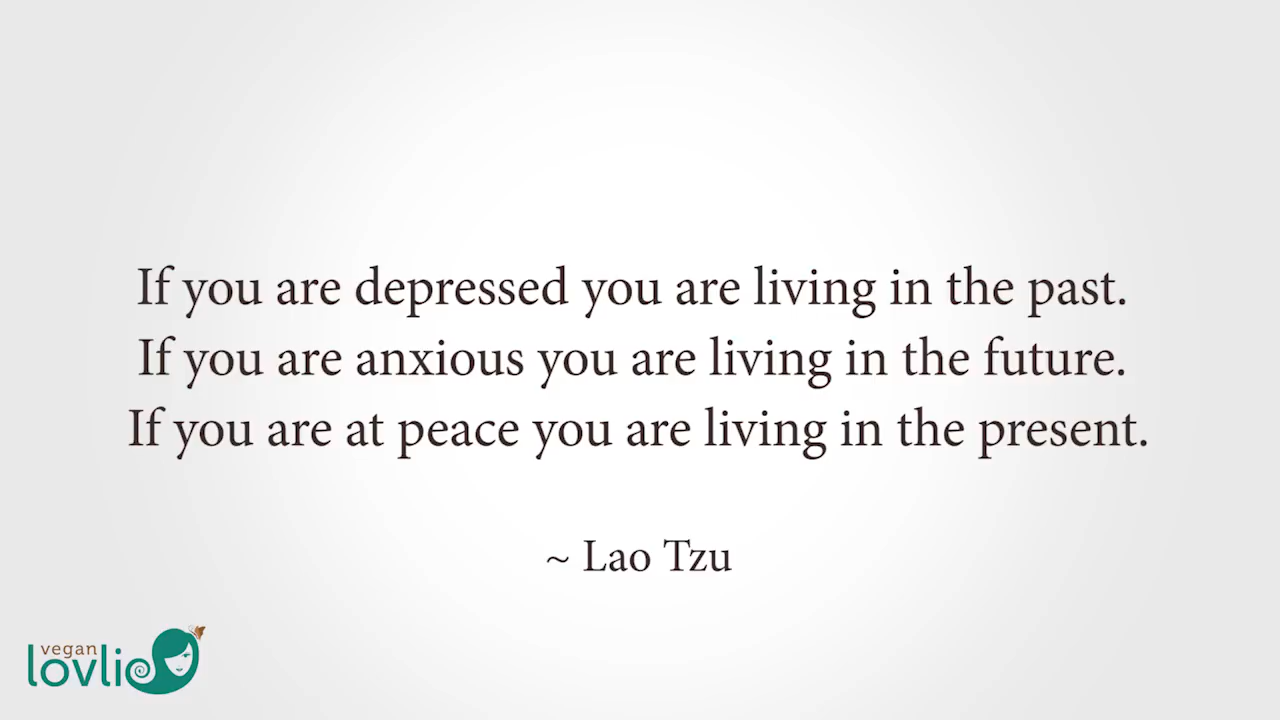 If you are depressed you are living in the past.
If you are anxious you are living in the future.
If you are at peace you are living in the present.
~ Lao Tzu
vegan
lovlie